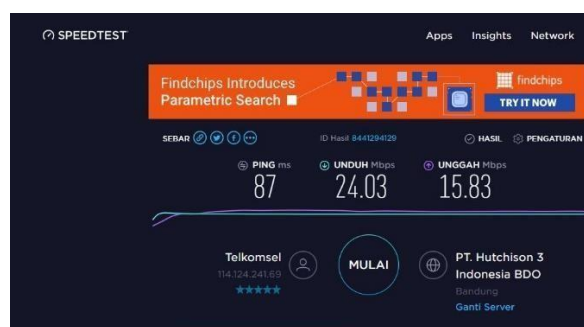 SPEEDTEST
Apps Insights Network
Findchips Introduces
Parametric Search
findchips
TRY IT NOW
SEBAR
ID Hasil 8441294129
HASIL
PENGATURAN
PING ms
87
UNDUH Mbps
24.03
UNGGAH Mbps
15.83
Telkomsel
114.124.241.69
MULAI
PT. Hutchison 3
Indonesia BDO
Bandung
Ganti Server